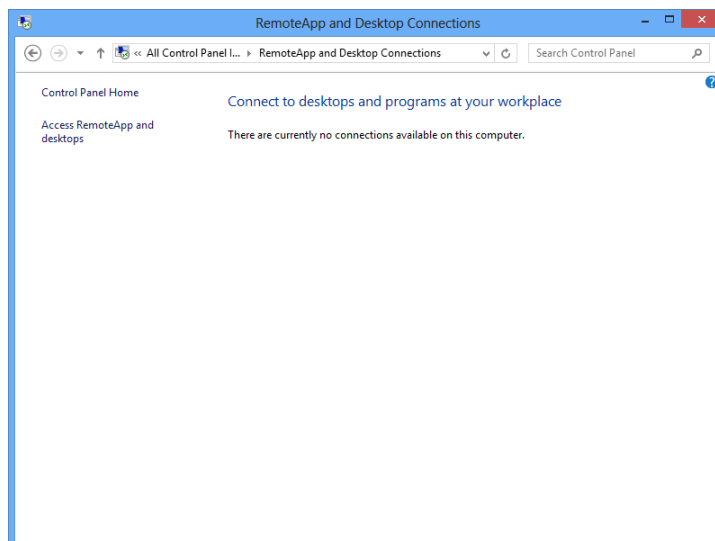 RemoteApp and Desktop Connections
« All Control Panel I... ▸ RemoteApp and Desktop Connections
Search Control Panel
Control Panel Home
Access RemoteApp and
desktops
Connect to desktops and programs at your workplace
There are currently no connections available on this computer.